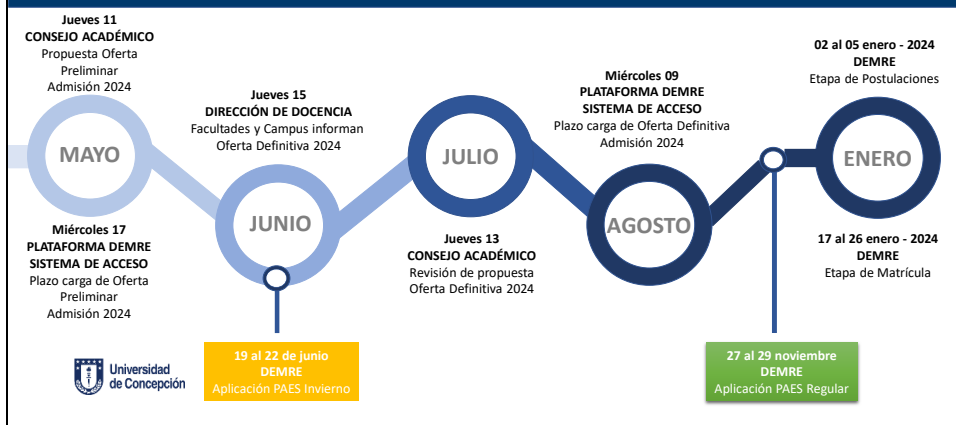 Jueves 11
CONSEJO ACADÉMICO
Propuesta Oferta
Preliminar
Admisión 2024
MAYO
Miércoles 17
PLATAFORMA DEMRE
SISTEMA DE ACCESO
Plazo carga de Oferta
Preliminar
Admisión 2024
Jueves 15
DIRECCIÓN DE DOCENCIA
Facultades y Campus informan
Oferta Definitiva 2024
JUNIO
19 al 22 de junio
DEMRE
Aplicación PAES Invierno
JULIO
Jueves 13
CONSEJO ACADÉMICO
Revisión de propuesta
Oferta Definitiva 2024
Miércoles 09
PLATAFORMA DEMRE
SISTEMA DE ACCESO
Plazo carga de Oferta Definitiva
Admisión 2024
AGOSTO
27 al 29 noviembre
DEMRE
Aplicación PAES Regular
02 al 05 enero - 2024
DEMRE
Etapa de Postulaciones
ENERO
17 al 26 enero - 2024
DEMRE
Etapa de Matrícula
Universidad
de Concepción